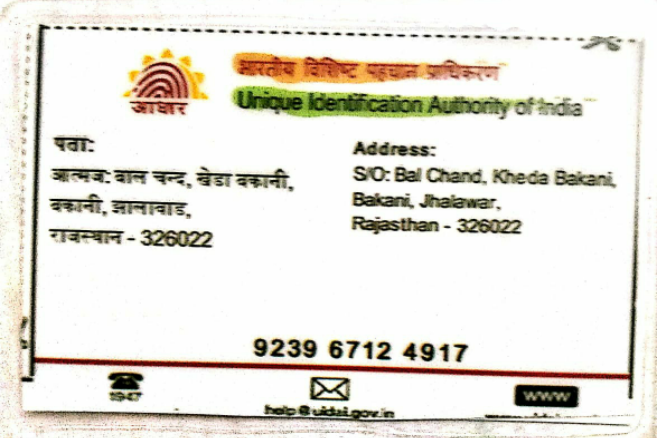 भारतीय विशिष्ट पहचान प्राधिकरण
Unique Identification Authority of India
आधार
पता:
आत्मज: बाल चन्द, खेडा बकानी,
बकानी, झालावाड,
राजस्थान - 326022
Address:
S/O: Bal Chand, Kheda Bakani,
Bakani, Jhalawar,
Rajasthan - 326022
9239 6712 4917
1947
help@uidai.gov.in
www